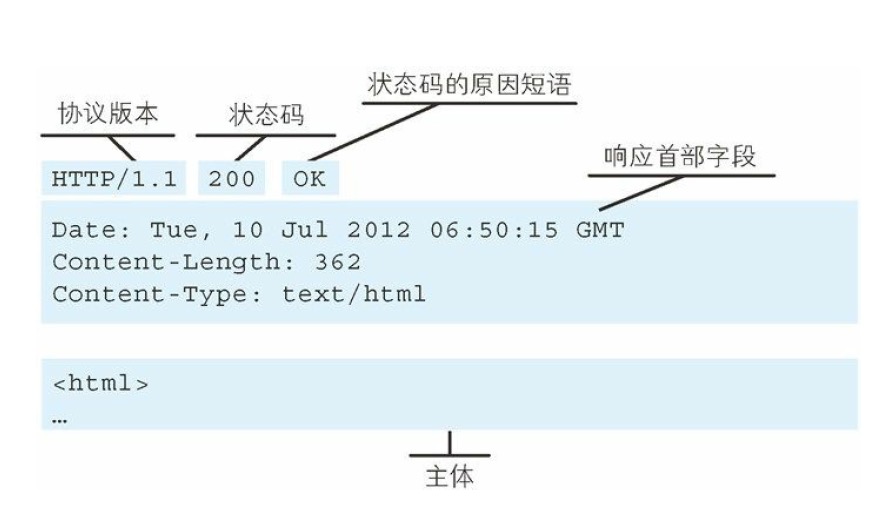 状态码的原因短语
协议版本 状态码
响应首部字段
HTTP/1.1 200 OK
Date: Tue, 10 Jul 2012 06:50:15 GMT
Content-Length: 362
Content-Type: text/html
<html>
…
主体